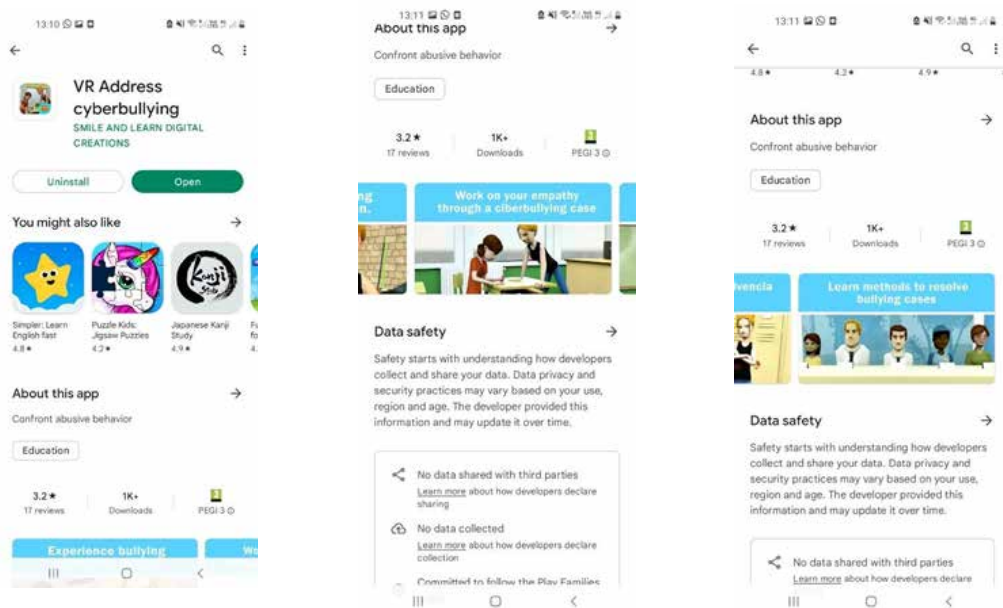 13:10
VR Address
cyberbullying
SMILE AND LEARN DIGITAL
CREATIONS
Uninstall
Open
You might also like
Simpler: Learn
English fast
4.8★
Puzzle Kids:
Jigsaw Puzzles
4.2★
Japanese Kanji
Study
4.9★
Fu
fo
4.
About this app
Confront abusive behavior
Education
3.2★
17 reviews
1K+
Downloads
PEGI 3
Experience bullying
Wo
13:11
About this app
Confront abusive behavior
Education
3.2★
17 reviews
1K+
Downloads
3
PEGI 3
ng
n.
Work on your empathy
through a ciberbullying case
Data safety
Safety starts with understanding how developers
collect and share your data. Data privacy and
security practices may vary based on your use,
region and age. The developer provided this
information and may update it over time.
No data shared with third parties
Learn more about how developers declare
sharing
No data collected
Learn more about how developers declare
collection
Committed to follow the Play Families
13:11
4.8★
4.2★
4.9★
About this app
Confront abusive behavior
Education
3.2★
17 reviews
1K+
Downloads
3
PEGI 3
ivencia
Learn methods to resolve
bullying cases
Data safety
Safety starts with understanding how developers
collect and share your data. Data privacy and
security practices may vary based on your use,
region and age. The developer provided this
information and may update it over time.
No data shared with third parties
Learn more about how developers declare